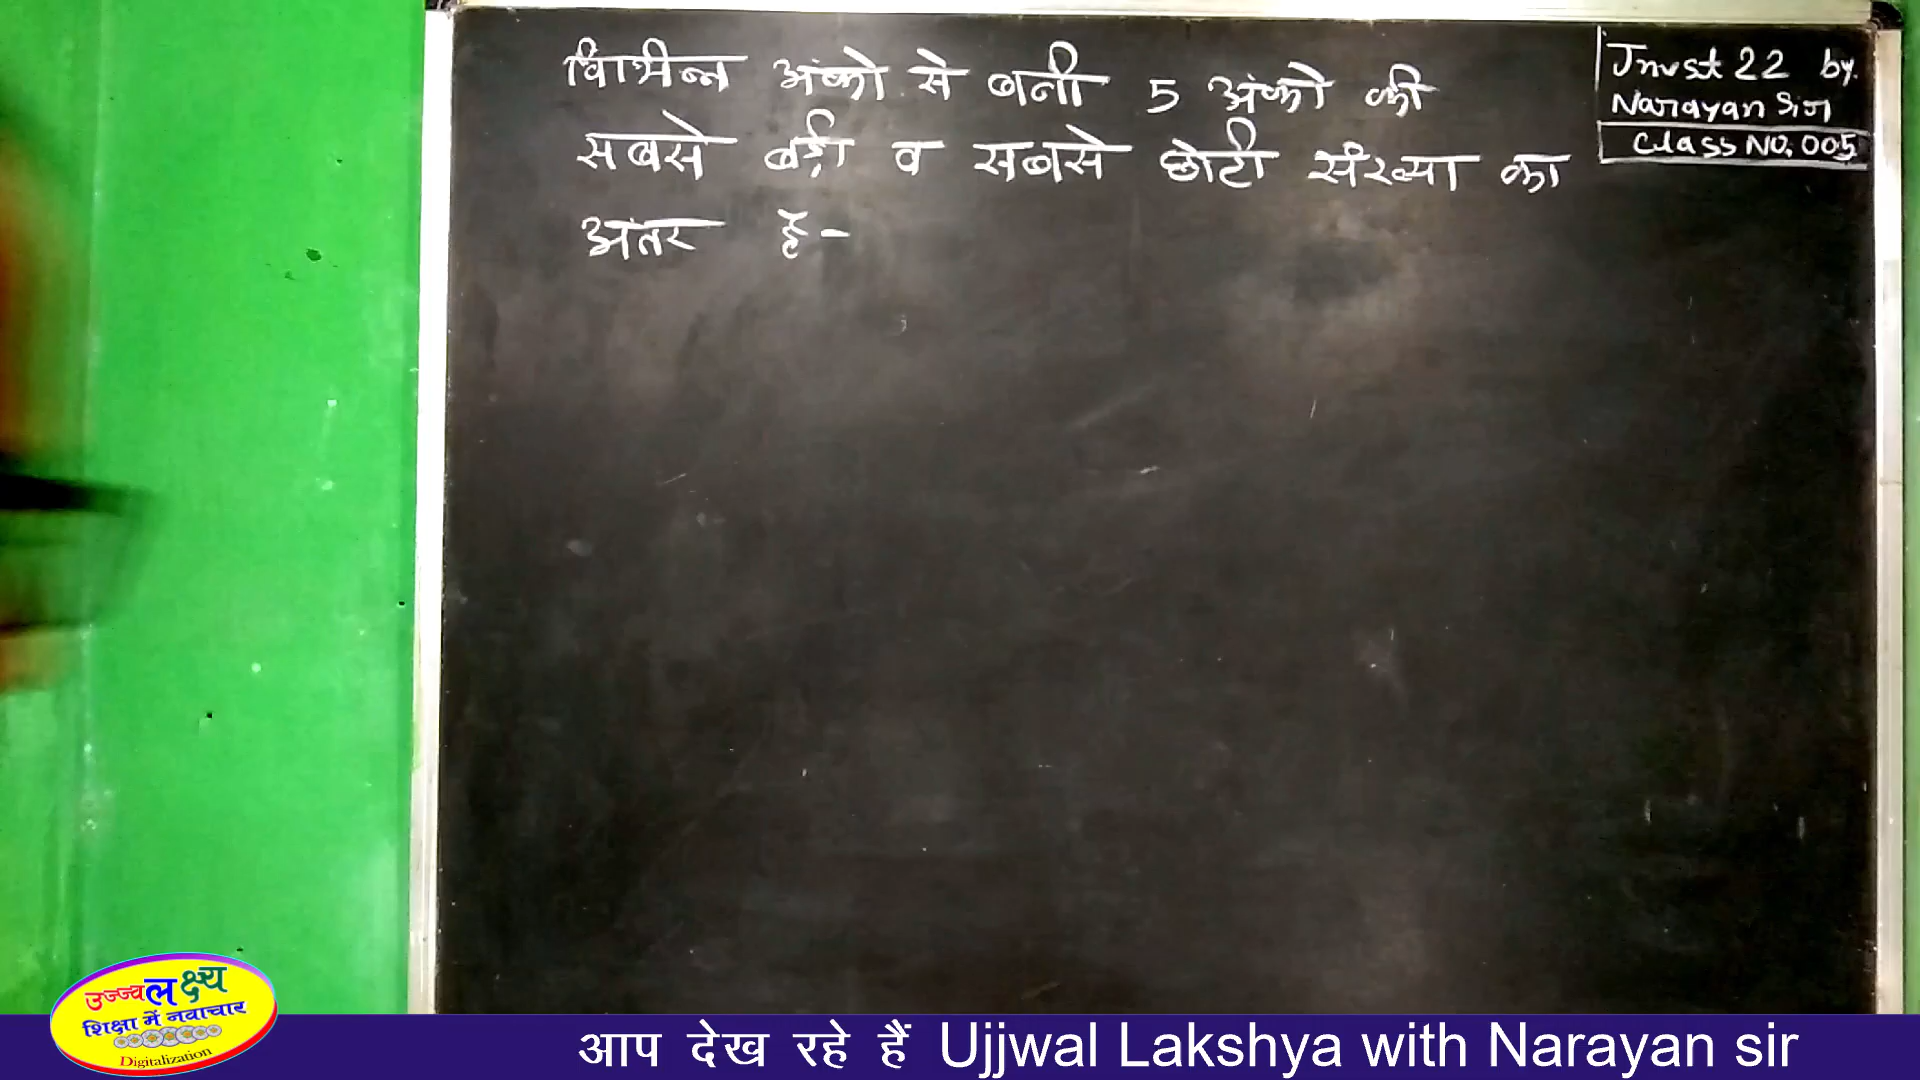 विभिन्न अंको से बनी 5 अंको की
सबसे बड़ी व सबसे छोटी संख्या का
अंतर है-
Trust 22 by.
Narayan Sir
Class NO. 005
उज्ज्वल लक्ष्य
शिक्षा में नवाचार
Digitalization
आप देख रहे हैं Ujjwal Lakshya with Narayan sir